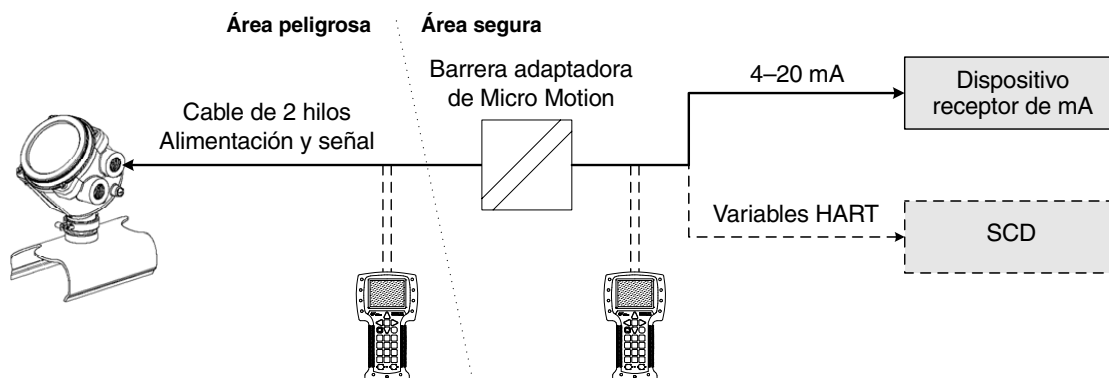 Área peligrosa
Área segura
Barrera adaptadora
de Micro Motion
Cable de 2 hilos
Alimentación y señal
4–20 mA
Dispositivo
receptor de mA
Variables HART
SCD